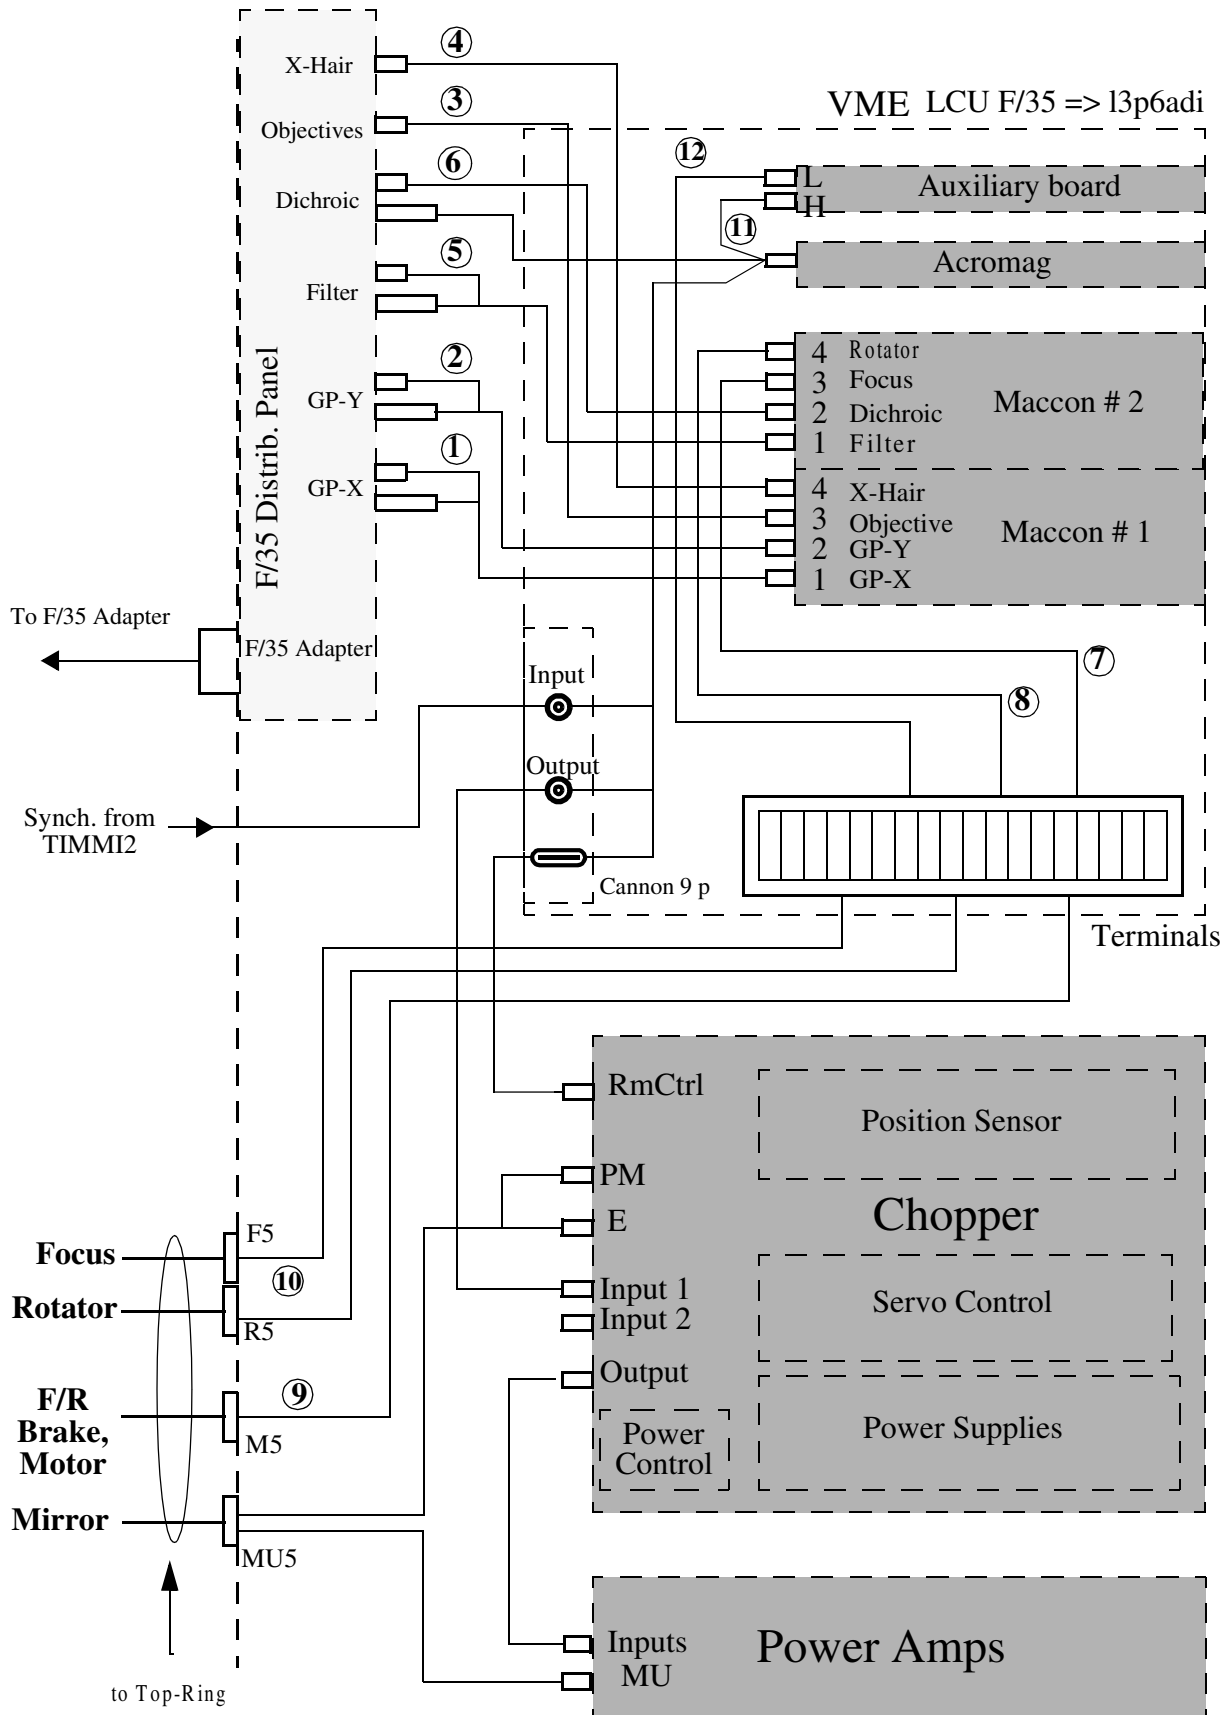 4
X-Hair
3
Objectives
6
Dichroic
5
Filter
2
GP-Y
1
GP-X
F/35 Distrib. Panel
To F/35 Adapter
F/35 Adapter
VME LCU F/35 => l3p6adi
12
L
H
Auxiliary board
11
Acromag
4 Rotator
3 Focus
2 Dichroic
1 Filter
Maccon # 2
4 X-Hair
3 Objective
2 GP-Y
1 GP-X
Maccon # 1
Input
7
8
Output
Synch. from
TIMMI2
Cannon 9 p
Terminals
RmCtrl
Position Sensor
PM
E
Chopper
Input 1
Input 2
Servo Control
Output
Power
Control
Power Supplies
F5
Focus
10
Rotator
R5
9
F/R
Brake,
Motor
M5
Mirror
MU5
to Top-Ring
Inputs
MU
Power Amps